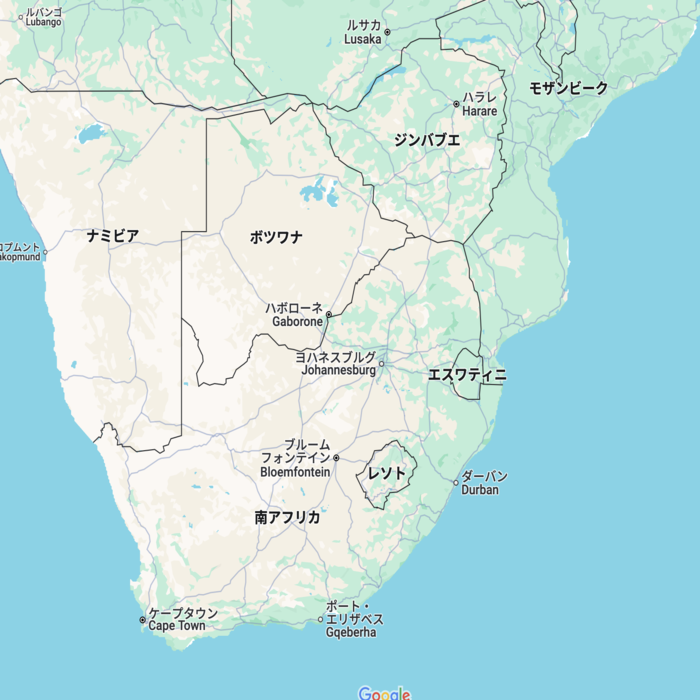 ルバンゴ
Lubango
ルサカ
Lusaka
モザンビーク
ハラレ
Harare
ジンバブエ
ナミビア
ボツワナ
コプムント
akopmund
ハボローネ
Gaborone
ヨハネスブルグ
Johannesburg
エスワティニ
ブルーム
フォンテイン
Bloemfontein
レソト
ダーバン
Durban
南アフリカ
ケープタウン
Cape Town
ポート・
エリザベス
Gqeberha
Google